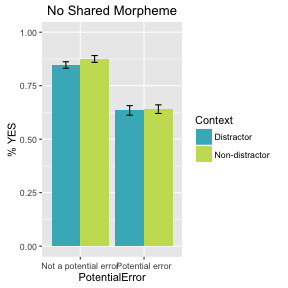 No Shared Morpheme
1.00
0.75
0.50
0.25
0.00
% YES
Not a potential error
Potential error
PotentialError
Context
Distractor
Non-distractor